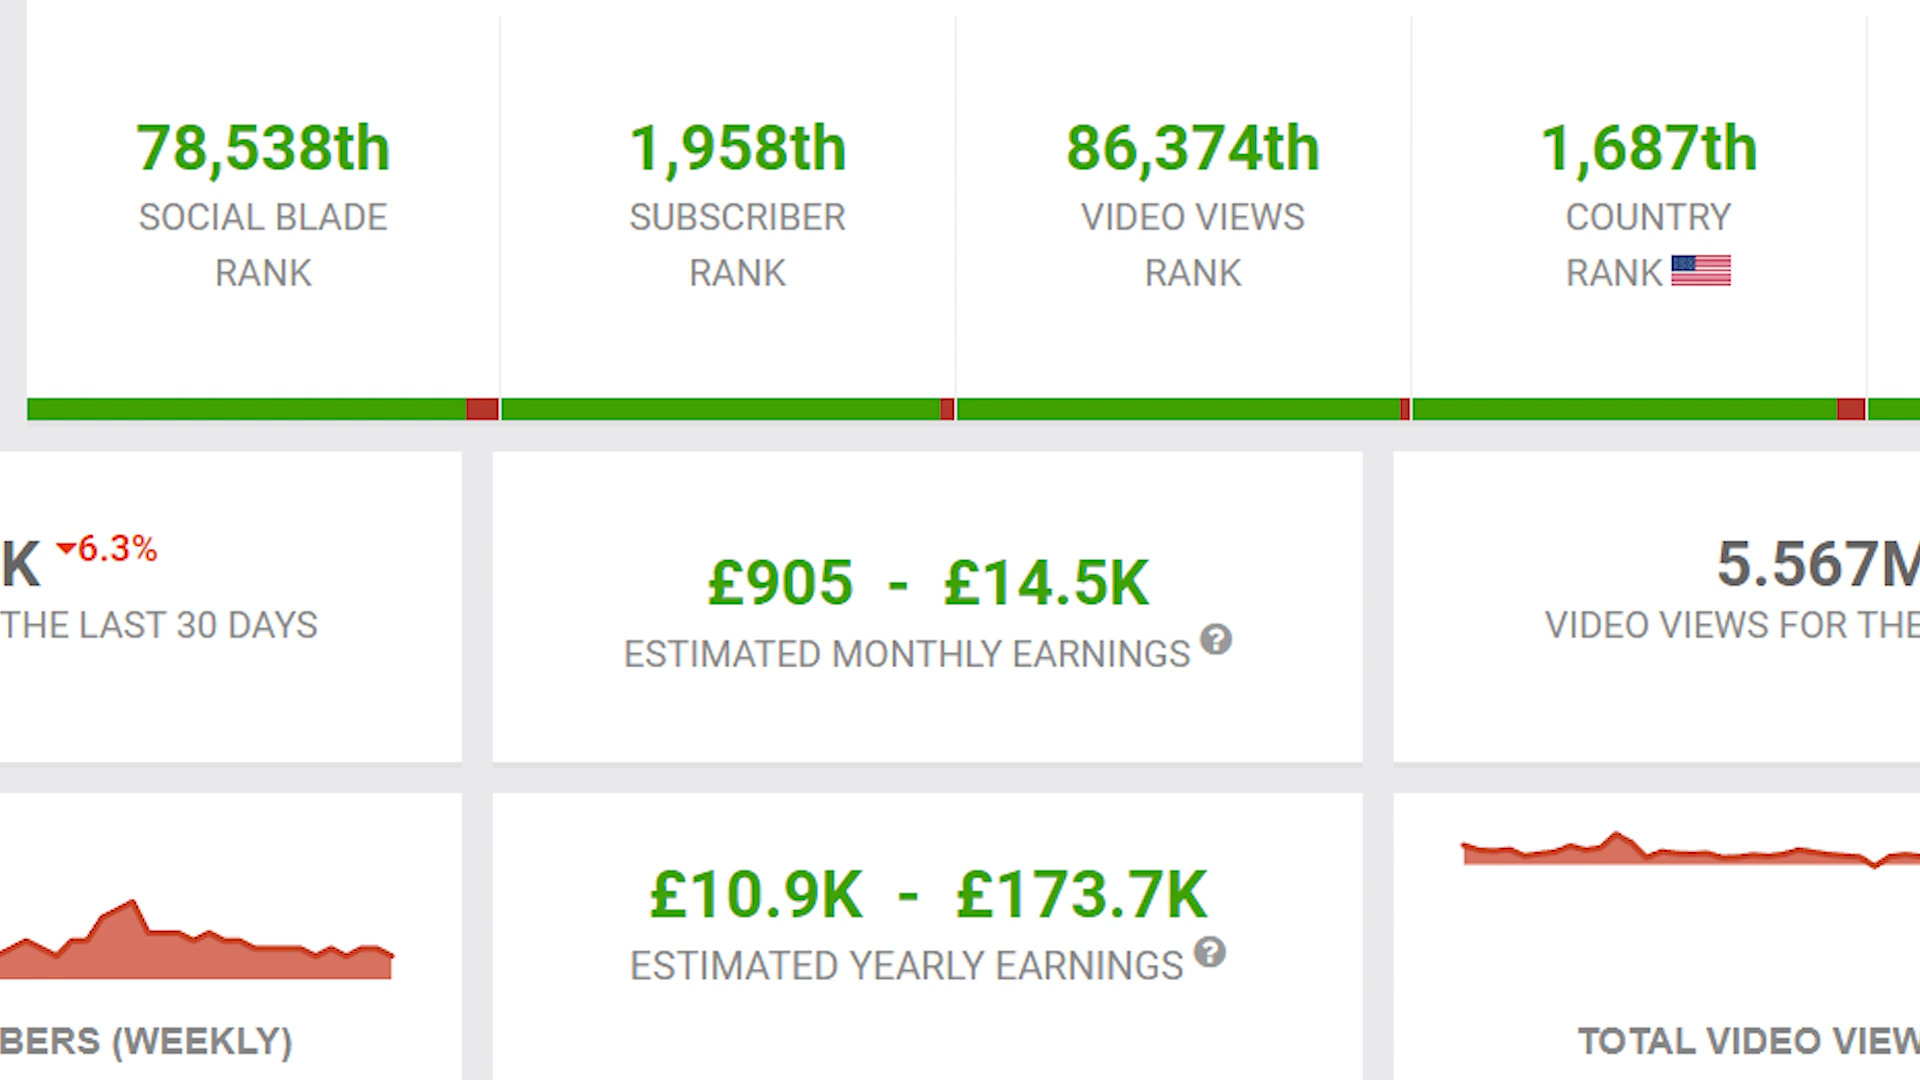 78,538th
SOCIAL BLADE
RANK
1,958th
SUBSCRIBER
RANK
86,374th
VIDEO VIEWS
RANK
1,687th
COUNTRY
RANK
K 6.3%
THE LAST 30 DAYS
£905 - £14.5K
ESTIMATED MONTHLY EARNINGS ?
5.567M
VIDEO VIEWS FOR THE
BERS (WEEKLY)
£10.9K - £173.7K
ESTIMATED YEARLY EARNINGS ?
TOTAL VIDEO VIEW